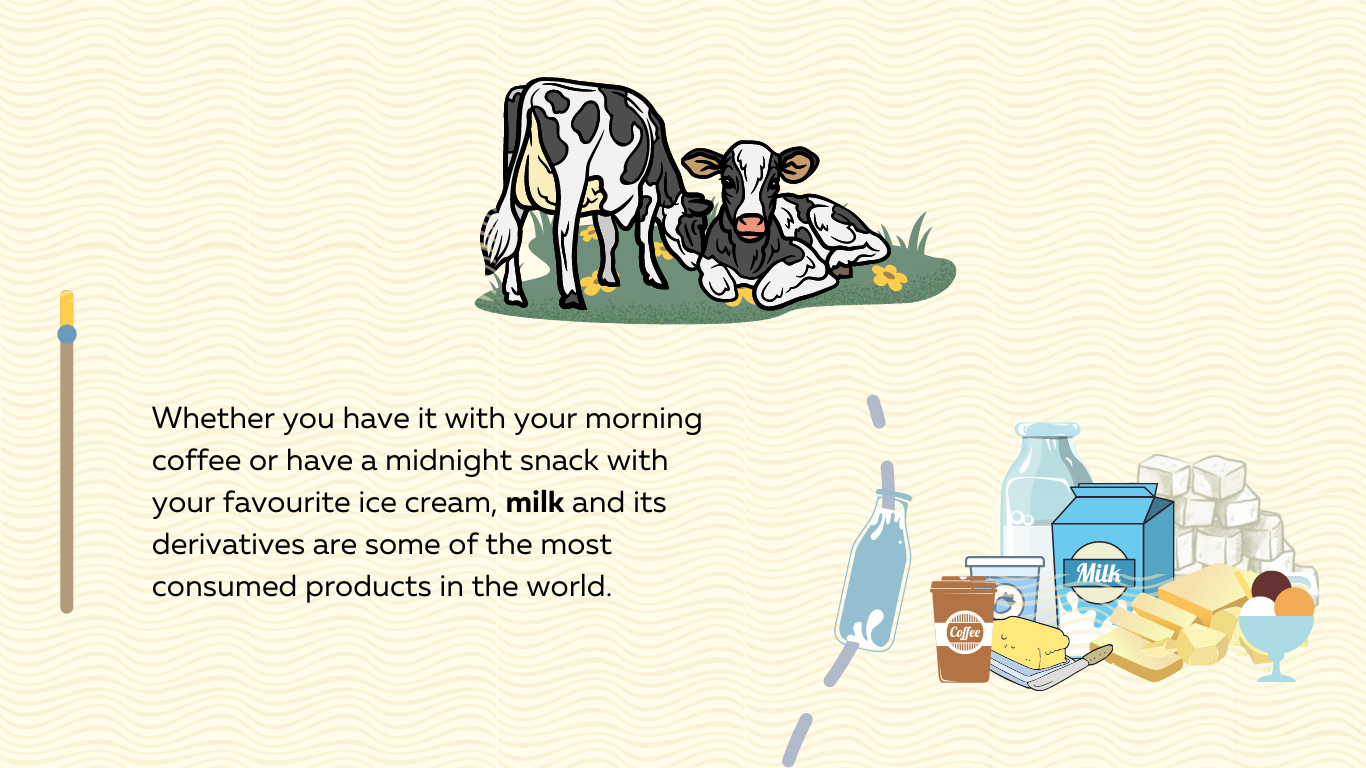 Whether you have it with your morning
coffee or have a midnight snack with
your favourite ice cream, milk and its
derivatives are some of the most
consumed products in the world.
Milk
Coffee